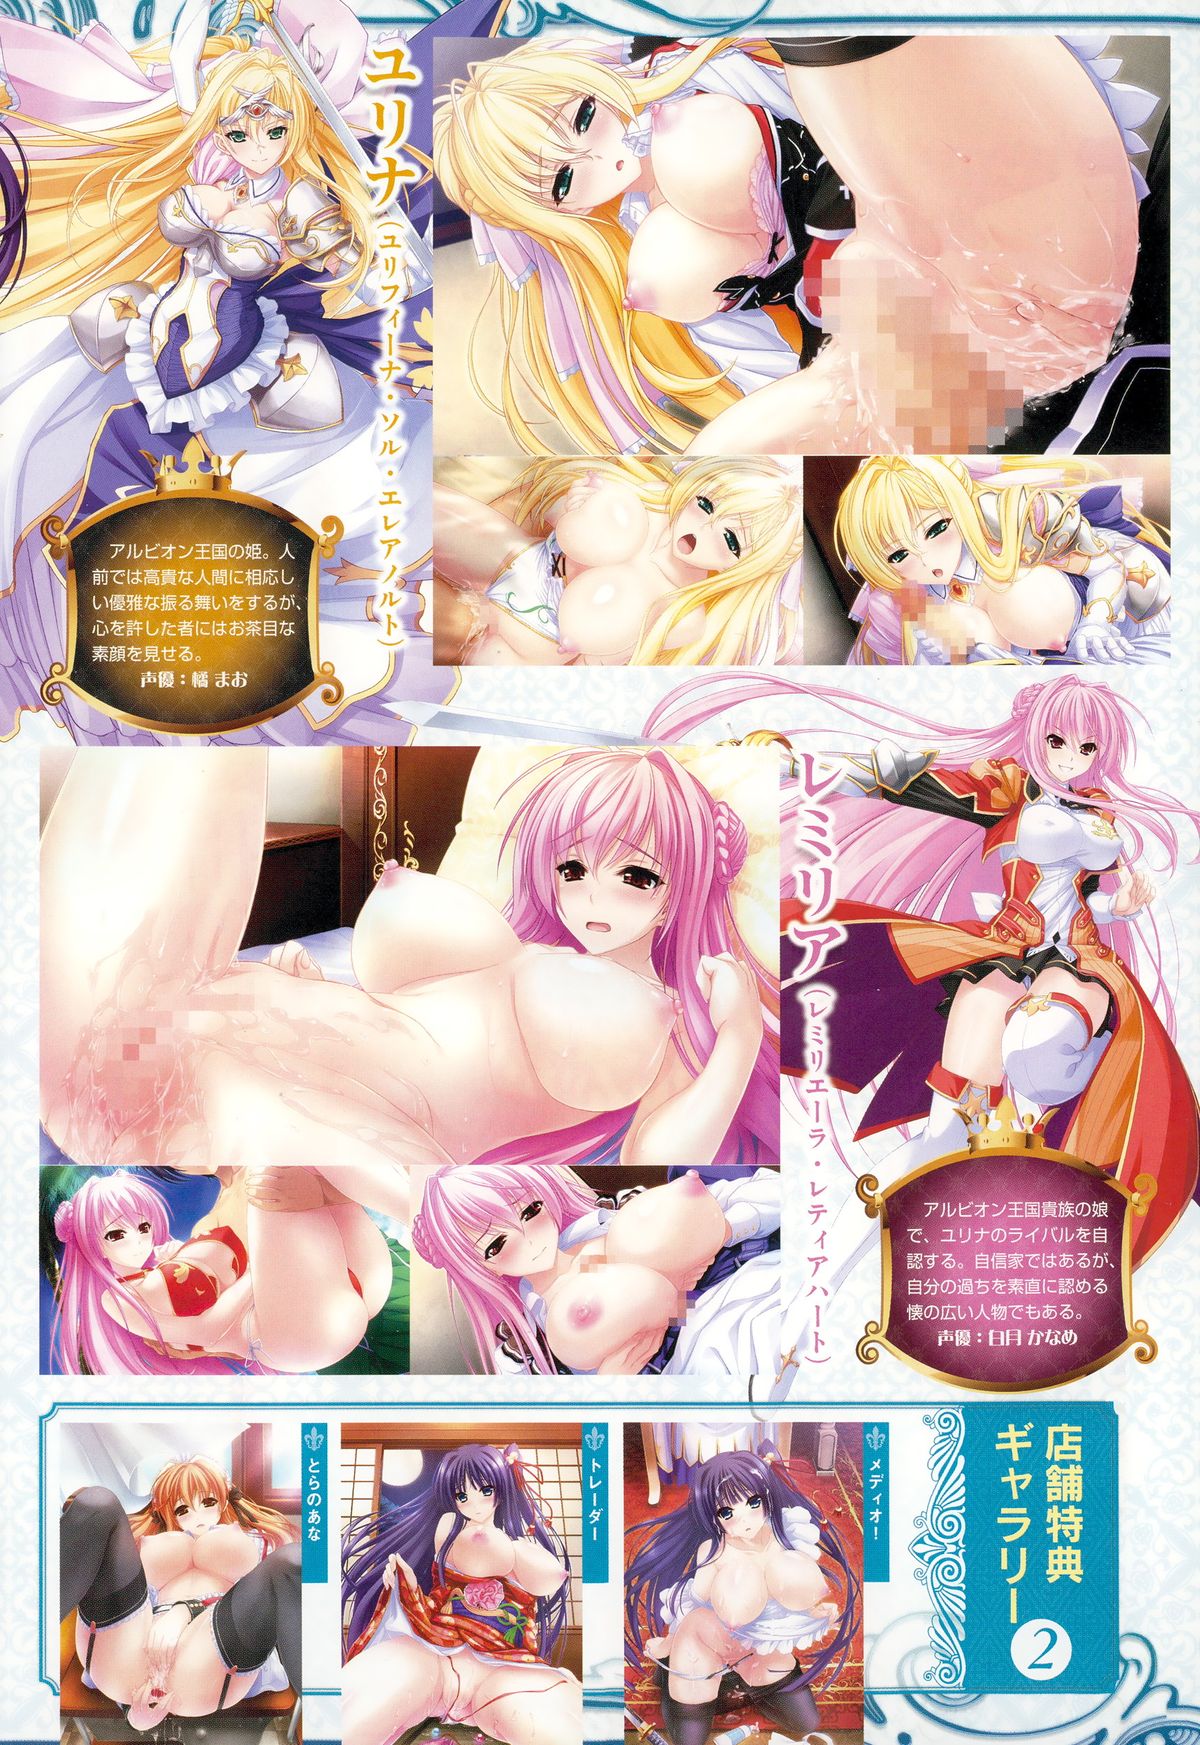 ユリナ
(ユリフィーナ・ソル・エレアノルト)
アルビオン王国の姫。人
前では高貴な人間に相応し
い優雅な振る舞いをするが、
心を許した者にはお茶目な
素顔を見せる。
声優：橘 まお
レミリア
(レミリエーラ・レティアハート)
アルビオン王国貴族の娘
で、ユリナのライバルを自
認する。自信家ではあるが、
自分の過ちを素直に認める
懐の広い人物でもある。
声優：白月 かなめ
店舗特典
ギャラリー
2
メディオ！
トレーダー
とらのあな